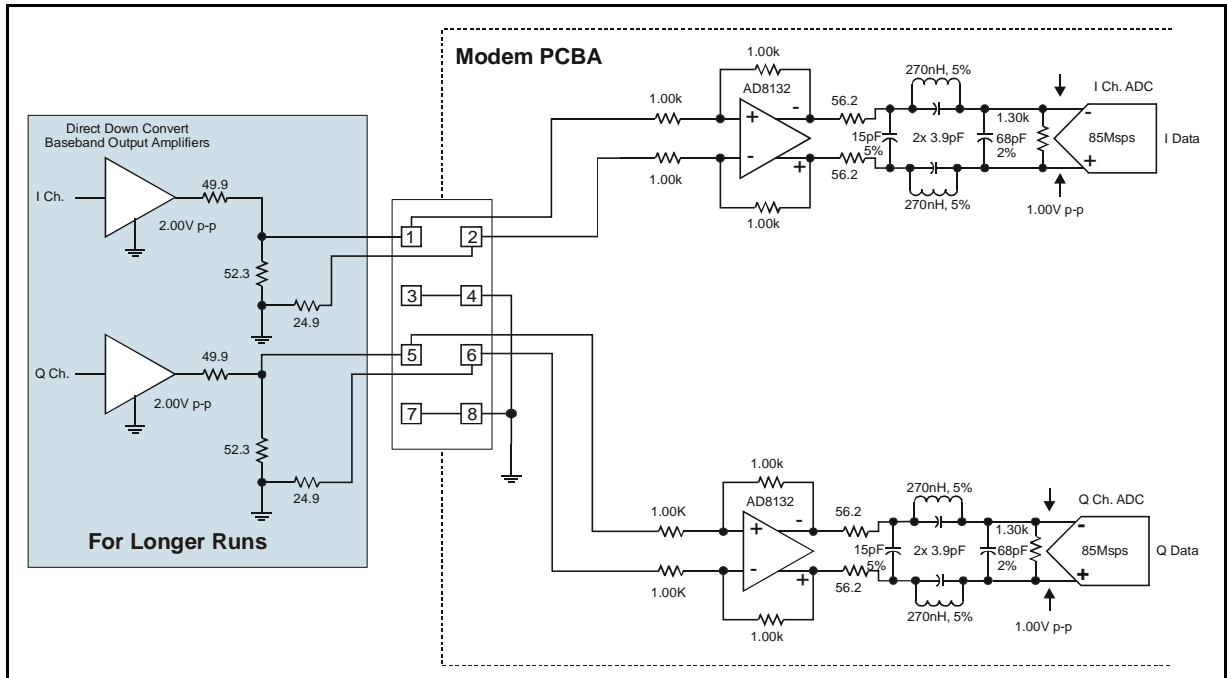 Modem PCBA
Direct Down Convert
Baseband Output Amplifiers
I Ch.
49.9
2.00V p-p
52.3
24.9
Q Ch.
49.9
2.00V p-p
52.3
24.9
For Longer Runs
1
2
3
4
5
6
7
8
1.00k
AD8132
1.00k
1.00k
+
-
-
+
1.00k
56.2
56.2
15pF
5%
270nH, 5%
2x 3.9pF
270nH, 5%
68pF
2%
1.30k
I Ch. ADC
-
85Msps
+
I Data
1.00V p-p
1.00k
AD8132
1.00K
1.00K
+
-
-
+
1.00k
56.2
56.2
15pF
5%
270nH, 5%
2x 3.9pF
270nH, 5%
68pF
2%
1.30k
Q Ch. ADC
-
85Msps
+
Q Data
1.00V p-p